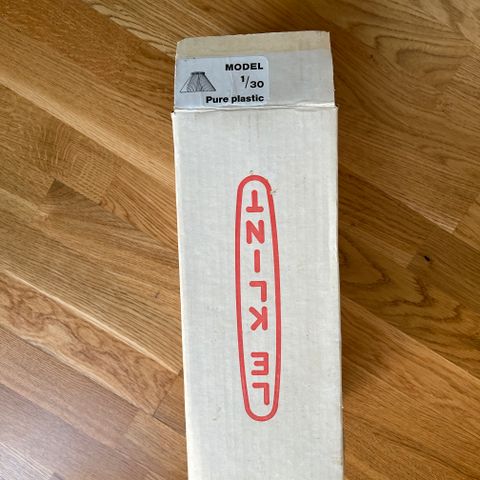 MODEL
1/30
Pure plastic
LE KLINT